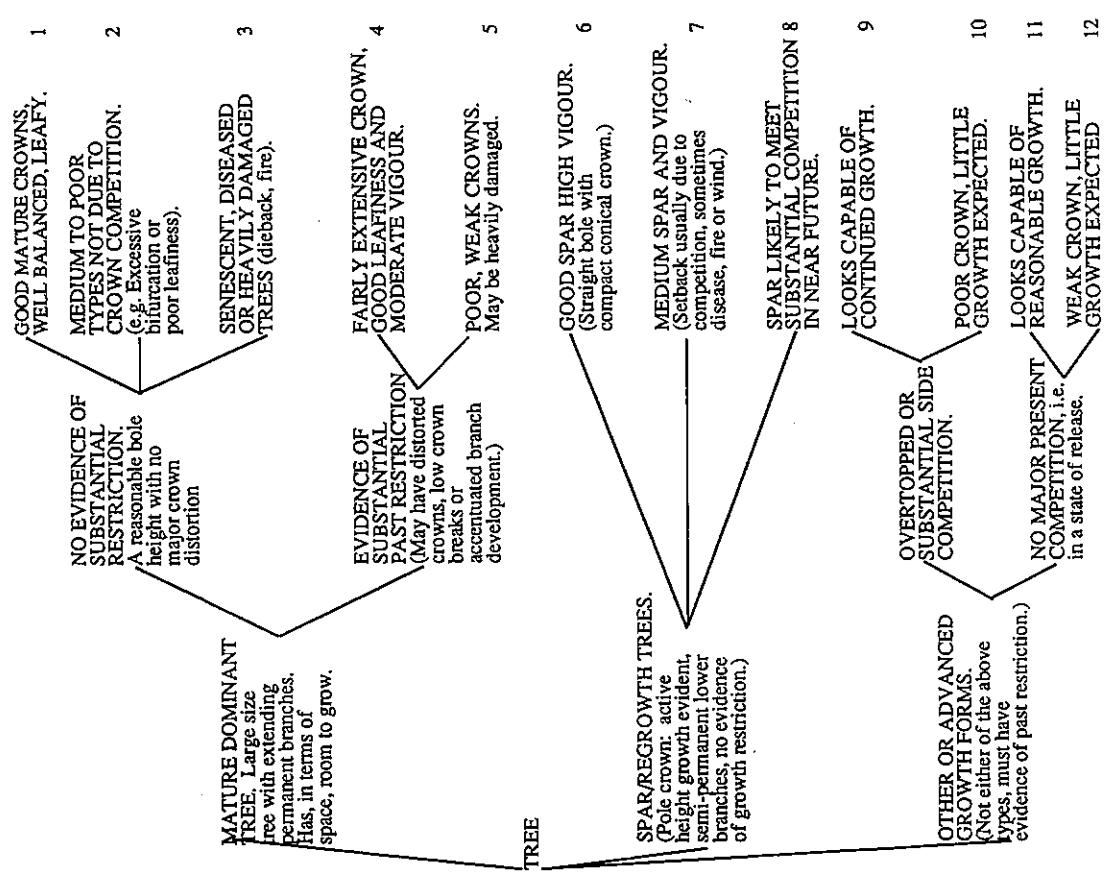 TREE
MATURE DOMINANT
TREE. Large size
tree with extending
permanent branches.
Has, in terms of
space, room to grow.
NO EVIDENCE OF
SUBSTANTIAL
RESTRICTION.
A reasonable bole
height with no
major crown
distortion
GOOD MATURE CROWNS, 1
WELL BALANCED, LEAFY.
MEDIUM TO POOR
TYPES NOT DUE TO 2
CROWN COMPETITION.
(e.g. Excessive
bifurcation or
poor leafiness).
SENESCENT, DISEASED
OR HEAVILY DAMAGED 3
TREES (dieback, fire).
EVIDENCE OF
SUBSTANTIAL
PAST RESTRICTION
(May have distorted
crowns, low crown
breaks or
accentuated branch
development.)
FAIRLY EXTENSIVE CROWN,
GOOD LEAFINESS AND 4
MODERATE VIGOUR.
POOR, WEAK CROWNS. 5
May be heavily damaged.
SPAR/REGROWTH TREES.
(Pole crown: active
height growth evident,
semi-permanent lower
branches, no evidence
of growth restriction.)
GOOD SPAR HIGH VIGOUR. 6
(Straight bole with
compact conical crown.)
MEDIUM SPAR AND VIGOUR. 7
(Setback usually due to
competition, sometimes
disease, fire or wind.)
SPAR LIKELY TO MEET
SUBSTANTIAL COMPETITION 8
IN NEAR FUTURE.
OTHER OR ADVANCED
GROWTH FORMS.
(Not either of the above
types, must have
evidence of past restriction.)
OVERTOPPED OR
SUBSTANTIAL SIDE
COMPETITION.
LOOKS CAPABLE OF 9
CONTINUED GROWTH.
POOR CROWN, LITTLE
GROWTH EXPECTED. 10
NO MAJOR PRESENT
COMPETITION, i.e.
in a state of release.
LOOKS CAPABLE OF
REASONABLE GROWTH. 11
WEAK CROWN, LITTLE
GROWTH EXPECTED 12